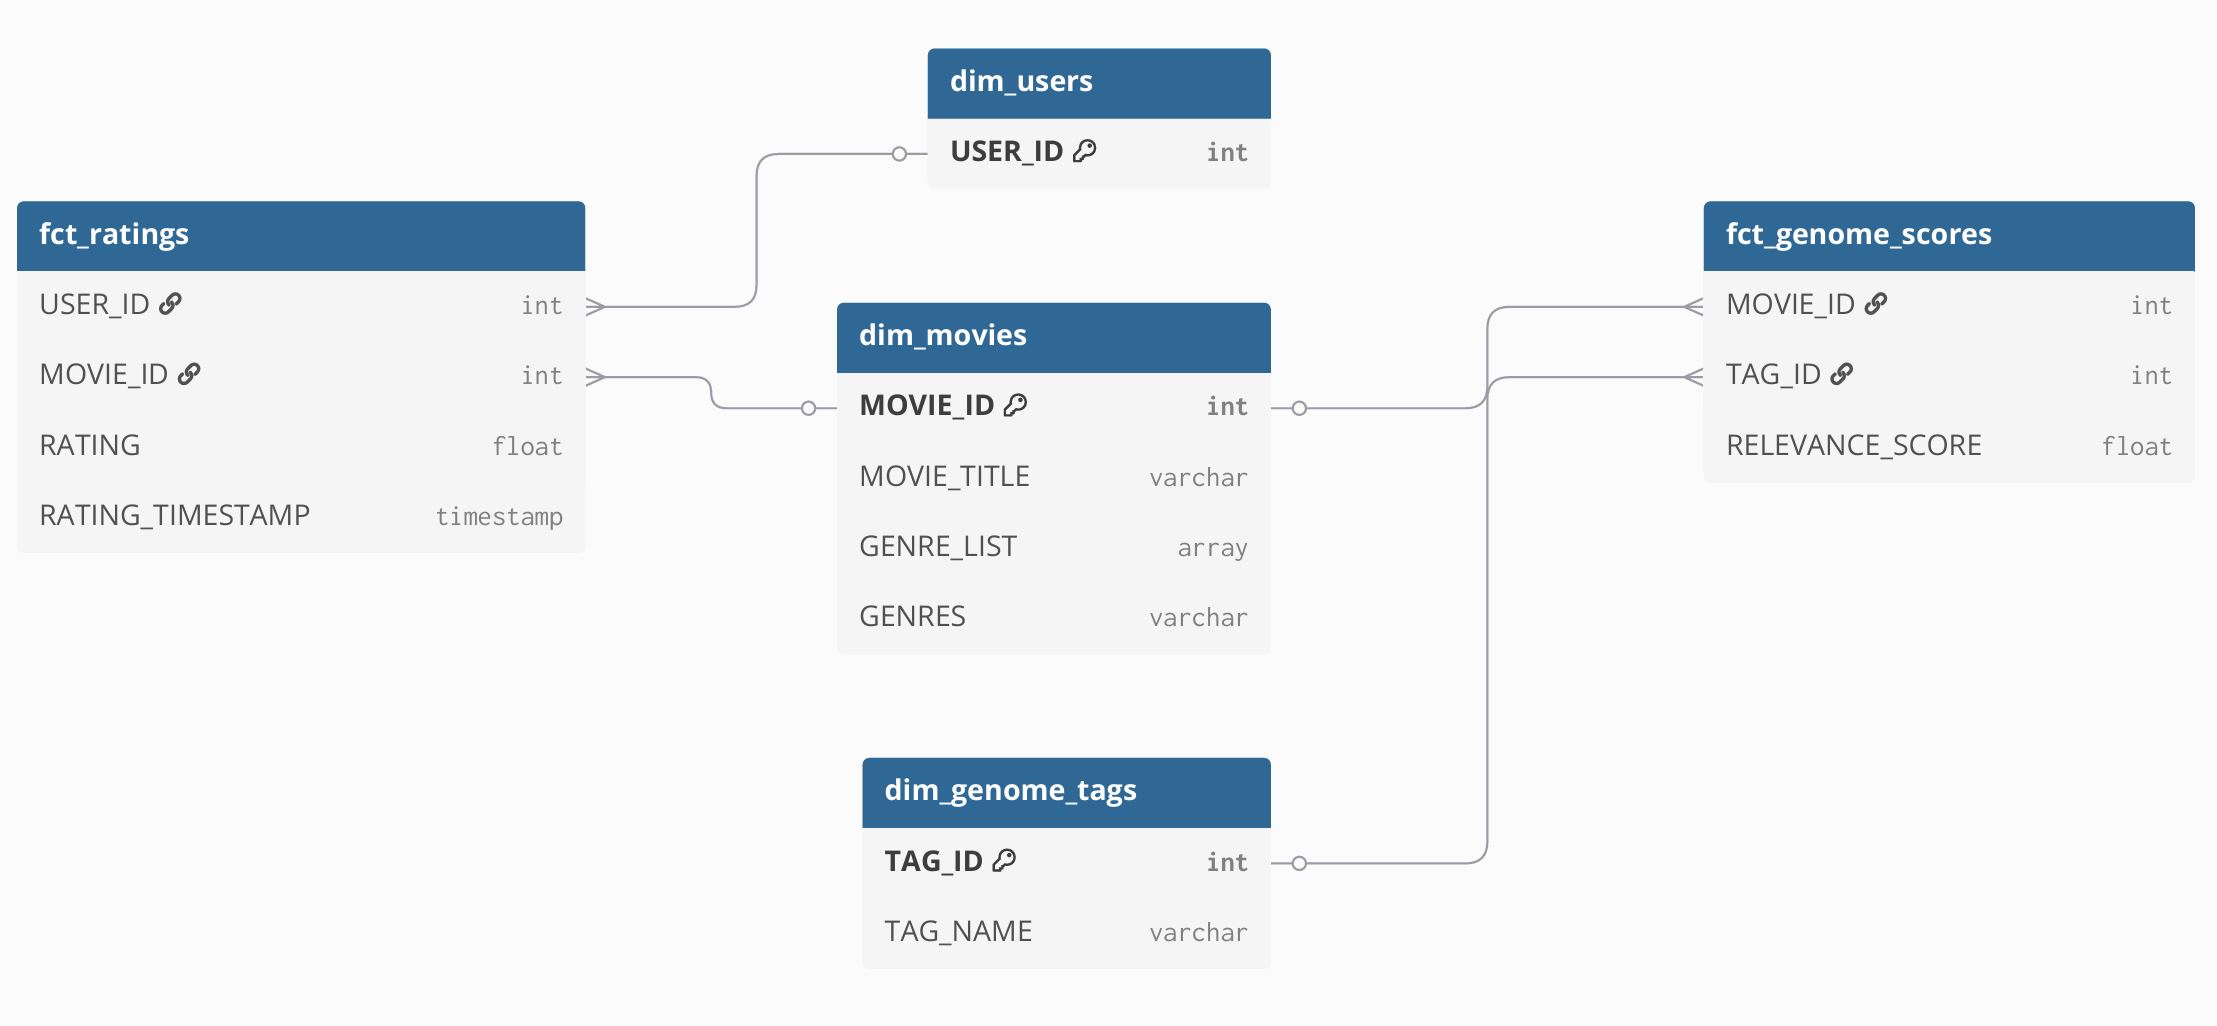 dim_users
USER_ID int
fct_ratings
USER_ID int
MOVIE_ID int
RATING float
RATING_TIMESTAMP timestamp
dim_movies
MOVIE_ID int
MOVIE_TITLE varchar
GENRE_LIST array
GENRES varchar
fct_genome_scores
MOVIE_ID int
TAG_ID int
RELEVANCE_SCORE float
dim_genome_tags
TAG_ID int
TAG_NAME varchar